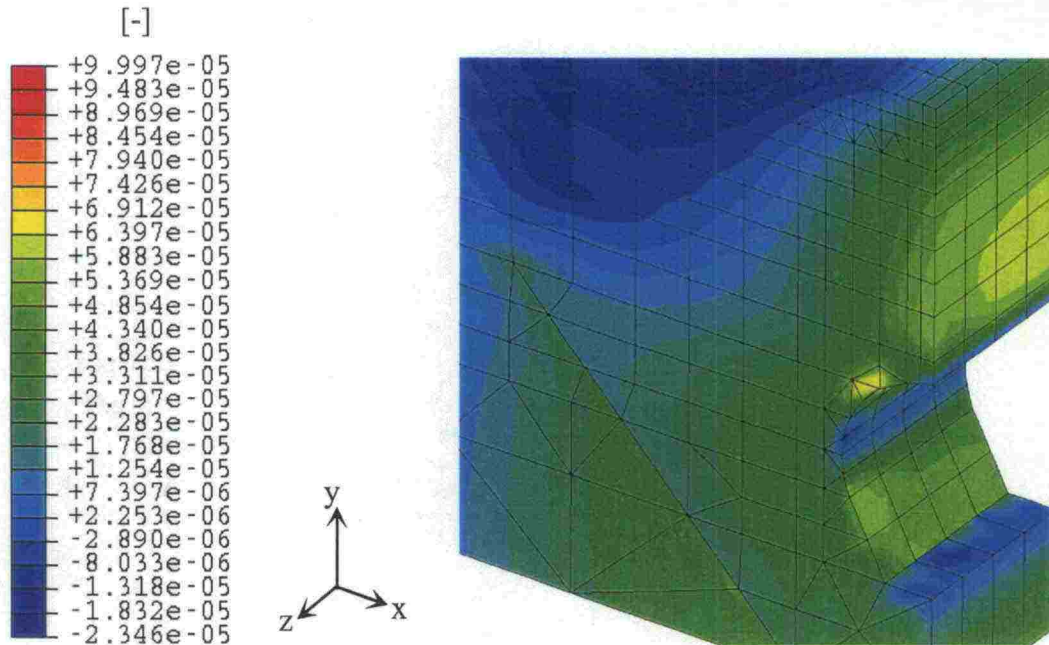 [-]
+9.997e-05
+9.483e-05
+8.969e-05
+8.454e-05
+7.940e-05
+7.426e-05
+6.912e-05
+6.397e-05
+5.883e-05
+5.369e-05
+4.854e-05
+4.340e-05
+3.826e-05
+3.311e-05
+2.797e-05
+2.283e-05
+1.768e-05
+1.254e-05
+7.397e-06
+2.253e-06
-2.890e-06
-8.033e-06
-1.318e-05
-1.832e-05
-2.346e-05
y
z
x